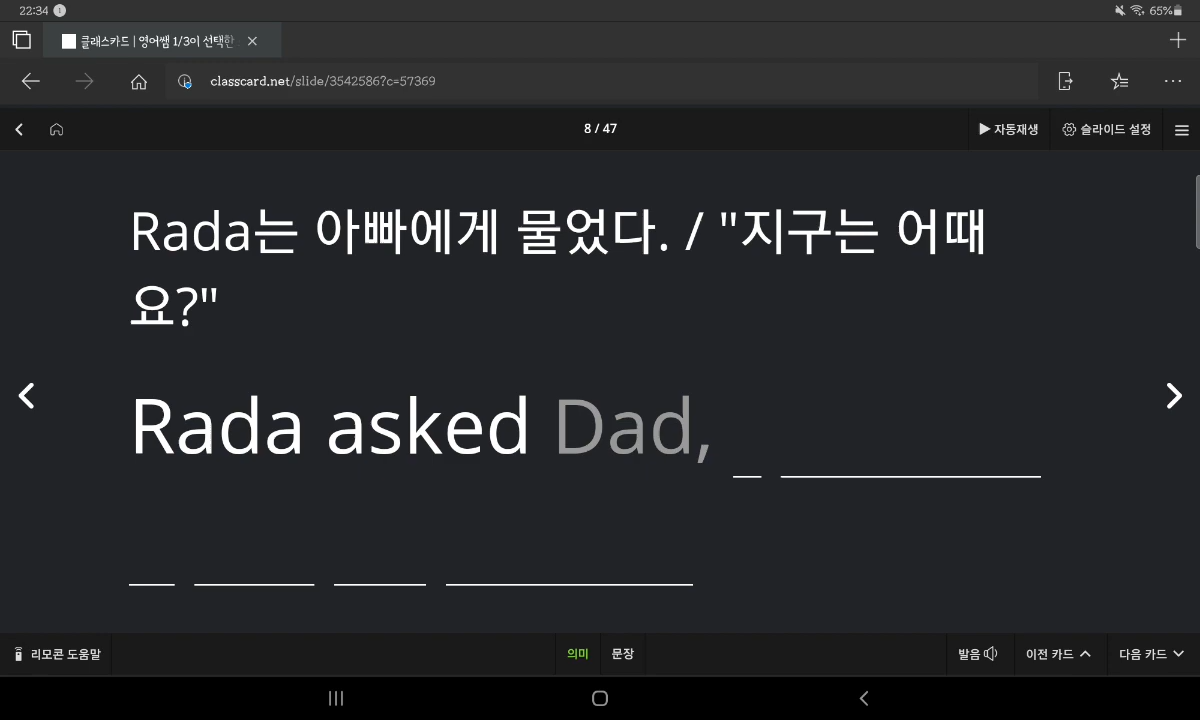 22:34 1 65%
클래스카드 | 영어쌤 1/3이 선택한
classcard.net/slide/3542586?c=57369
8 / 47 자동재생 슬라이드 설정
Rada는 아빠에게 물었다. / "지구는 어때
요?"
Rada asked Dad,
리모콘 도움말 의미 문장 발음 이전 카드 다음 카드